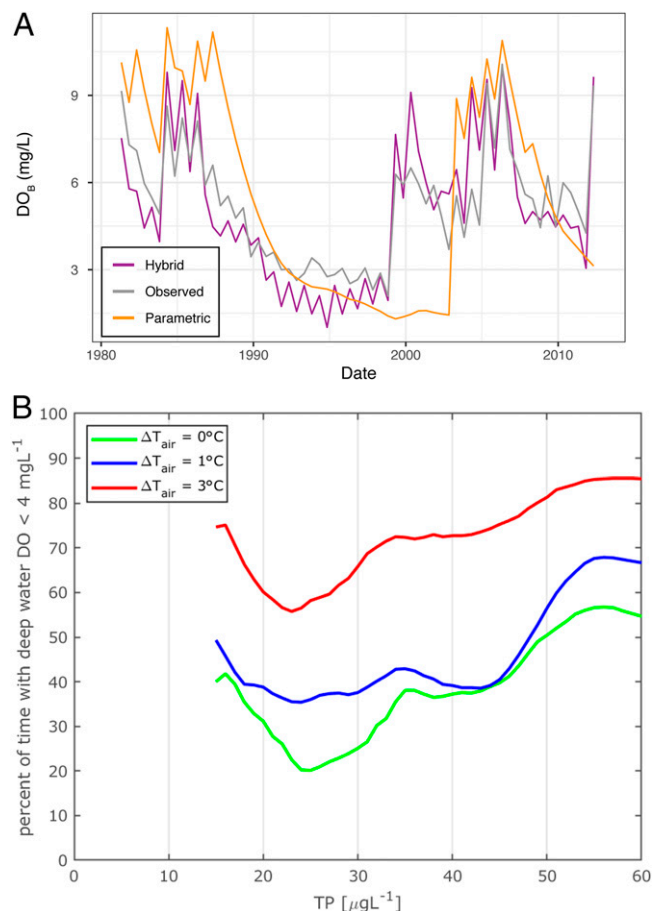 A
DO_B (mg/L)
9
6
3
Hybrid
Observed
Parametric
1980 1990 2000 2010
Date
B
percent of time with deep water DO < 4 mgL⁻¹
100
90
80
70
60
50
40
30
20
10
0
ΔT_air = 0°C
ΔT_air = 1°C
ΔT_air = 3°C
0 10 20 30 40 50 60
TP [μgL⁻¹]